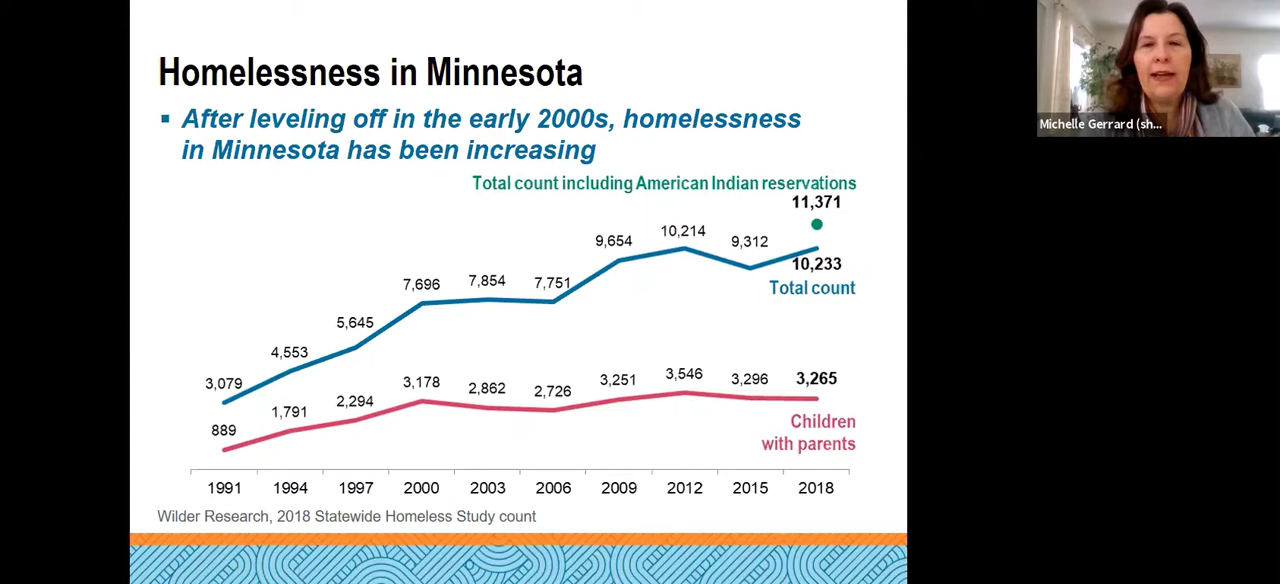 Homelessness in Minnesota
▪ After leveling off in the early 2000s, homelessness
in Minnesota has been increasing
Total count including American Indian reservations
11,371
3,079
4,553
5,645
7,696
7,854
7,751
9,654
10,214
9,312
10,233
Total count
889
1,791
2,294
3,178
2,862
2,726
3,251
3,546
3,296
3,265
Children
with parents
1991 1994 1997 2000 2003 2006 2009 2012 2015 2018
Wilder Research, 2018 Statewide Homeless Study count
Michelle Gerrard (sh...